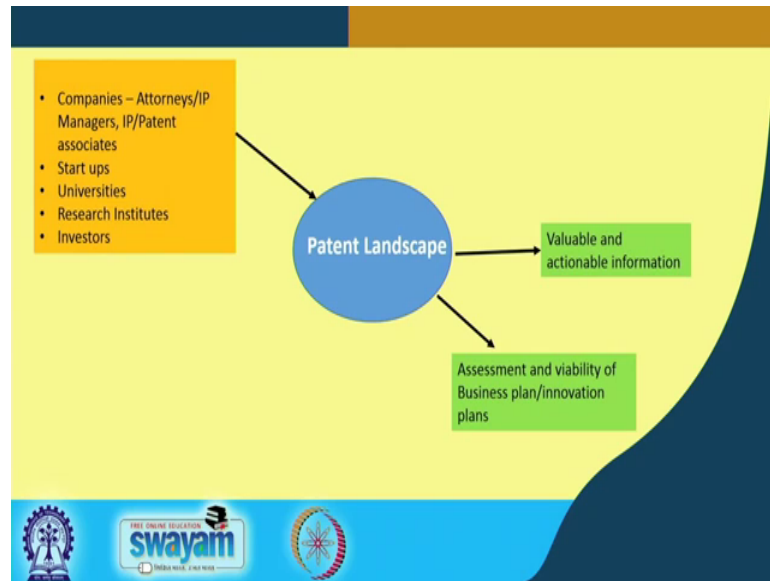 • Companies – Attorneys/IP
Managers, IP/Patent
associates
• Start ups
• Universities
• Research Institutes
• Investors
Patent Landscape
Valuable and
actionable information
Assessment and viability of
Business plan/innovation
plans
FREE ONLINE EDUCATION
swayam